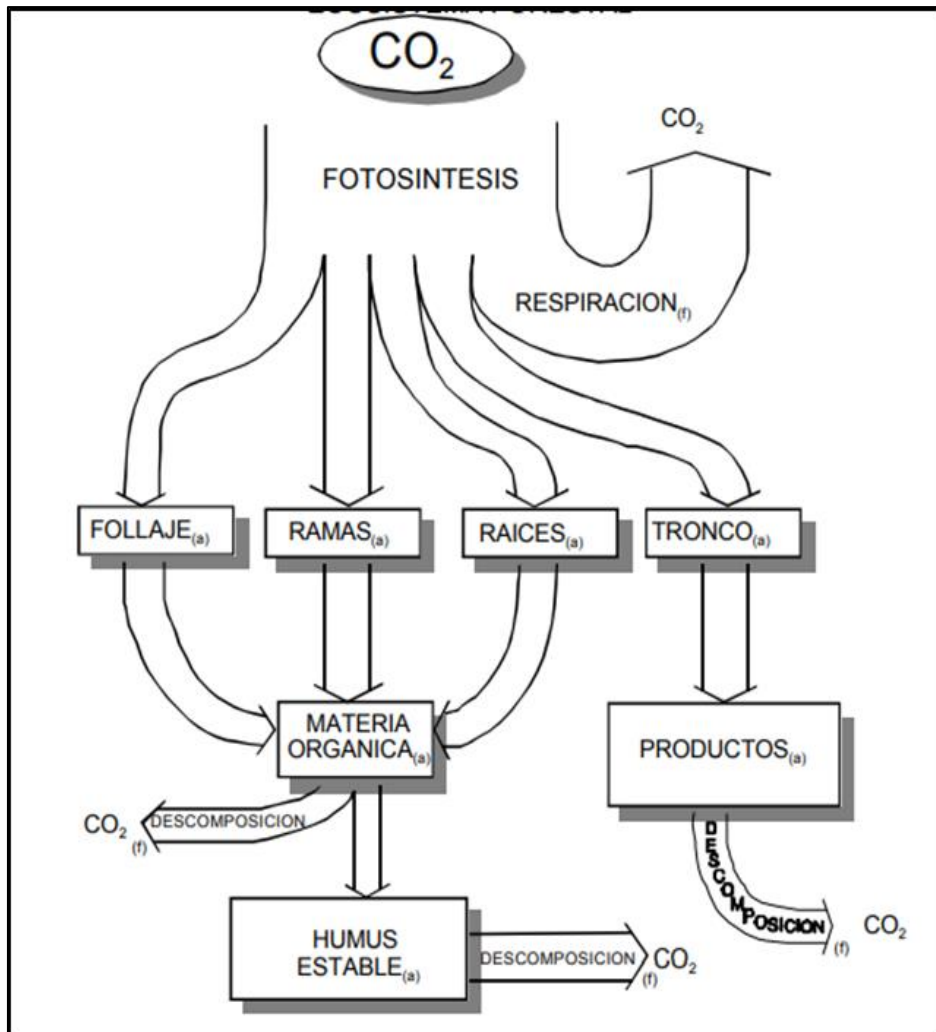 CO₂
CO₂
FOTOSINTESIS
RESPIRACION(f)
FOLLAJE(a)
RAMAS(a)
RAICES(a)
TRONCO(a)
MATERIA
ORGANICA(a)
PRODUCTOS(a)
CO₂ (f)
DESCOMPOSICION
DESCOMPOSICION
(f)
CO₂
HUMUS
ESTABLE(a)
DESCOMPOSICION
(f)
CO₂